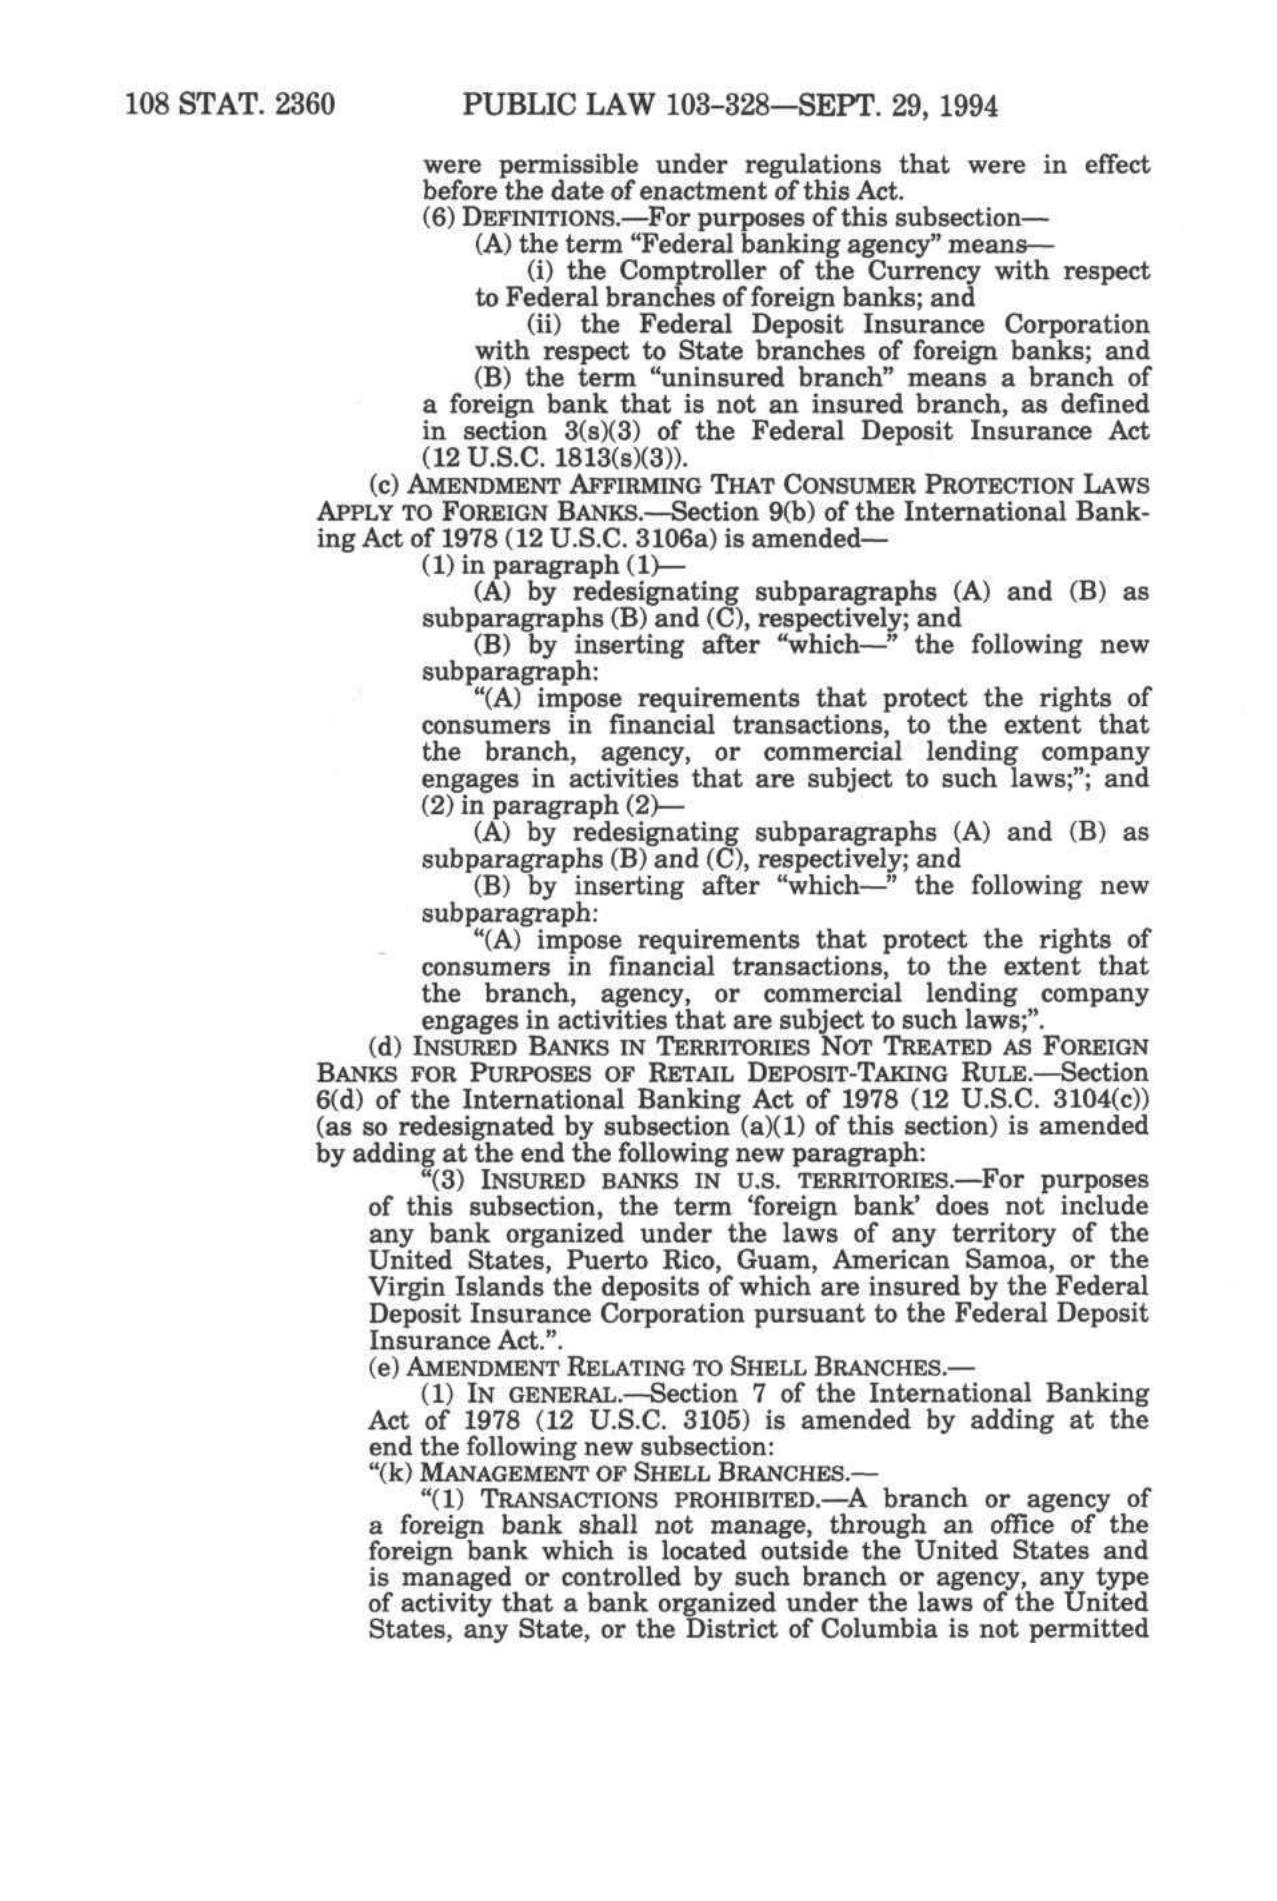 108 STAT. 2360 PUBLIC LAW 103–328—SEPT. 29, 1994
were permissible under regulations that were in effect
before the date of enactment of this Act.
(6) DEFINITIONS.—For purposes of this subsection—
(A) the term “Federal banking agency” means—
(i) the Comptroller of the Currency with respect
to Federal branches of foreign banks; and
(ii) the Federal Deposit Insurance Corporation
with respect to State branches of foreign banks; and
(B) the term “uninsured branch” means a branch of
a foreign bank that is not an insured branch, as defined
in section 3(s)(3) of the Federal Deposit Insurance Act
(12 U.S.C. 1813(s)(3)).
(c) AMENDMENT AFFIRMING THAT CONSUMER PROTECTION LAWS
APPLY TO FOREIGN BANKS.—Section 9(b) of the International Bank-
ing Act of 1978 (12 U.S.C. 3106a) is amended—
(1) in paragraph (1)—
(A) by redesignating subparagraphs (A) and (B) as
subparagraphs (B) and (C), respectively; and
(B) by inserting after “which—” the following new
subparagraph:
“(A) impose requirements that protect the rights of
consumers in financial transactions, to the extent that
the branch, agency, or commercial lending company
engages in activities that are subject to such laws;”; and
(2) in paragraph (2)—
(A) by redesignating subparagraphs (A) and (B) as
subparagraphs (B) and (C), respectively; and
(B) by inserting after “which—” the following new
subparagraph:
“(A) impose requirements that protect the rights of
consumers in financial transactions, to the extent that
the branch, agency, or commercial lending company
engages in activities that are subject to such laws;”.
(d) INSURED BANKS IN TERRITORIES NOT TREATED AS FOREIGN
BANKS FOR PURPOSES OF RETAIL DEPOSIT-TAKING RULE.—Section
6(d) of the International Banking Act of 1978 (12 U.S.C. 3104(c))
(as so redesignated by subsection (a)(1) of this section) is amended
by adding at the end the following new paragraph:
“(3) INSURED BANKS IN U.S. TERRITORIES.—For purposes
of this subsection, the term ‘foreign bank’ does not include
any bank organized under the laws of any territory of the
United States, Puerto Rico, Guam, American Samoa, or the
Virgin Islands the deposits of which are insured by the Federal
Deposit Insurance Corporation pursuant to the Federal Deposit
Insurance Act.”.
(e) AMENDMENT RELATING TO SHELL BRANCHES.—
(1) IN GENERAL.—Section 7 of the International Banking
Act of 1978 (12 U.S.C. 3105) is amended by adding at the
end the following new subsection:
“(k) MANAGEMENT OF SHELL BRANCHES.—
“(1) TRANSACTIONS PROHIBITED.—A branch or agency of
a foreign bank shall not manage, through an office of the
foreign bank which is located outside the United States and
is managed or controlled by such branch or agency, any type
of activity that a bank organized under the laws of the United
States, any State, or the District of Columbia is not permitted